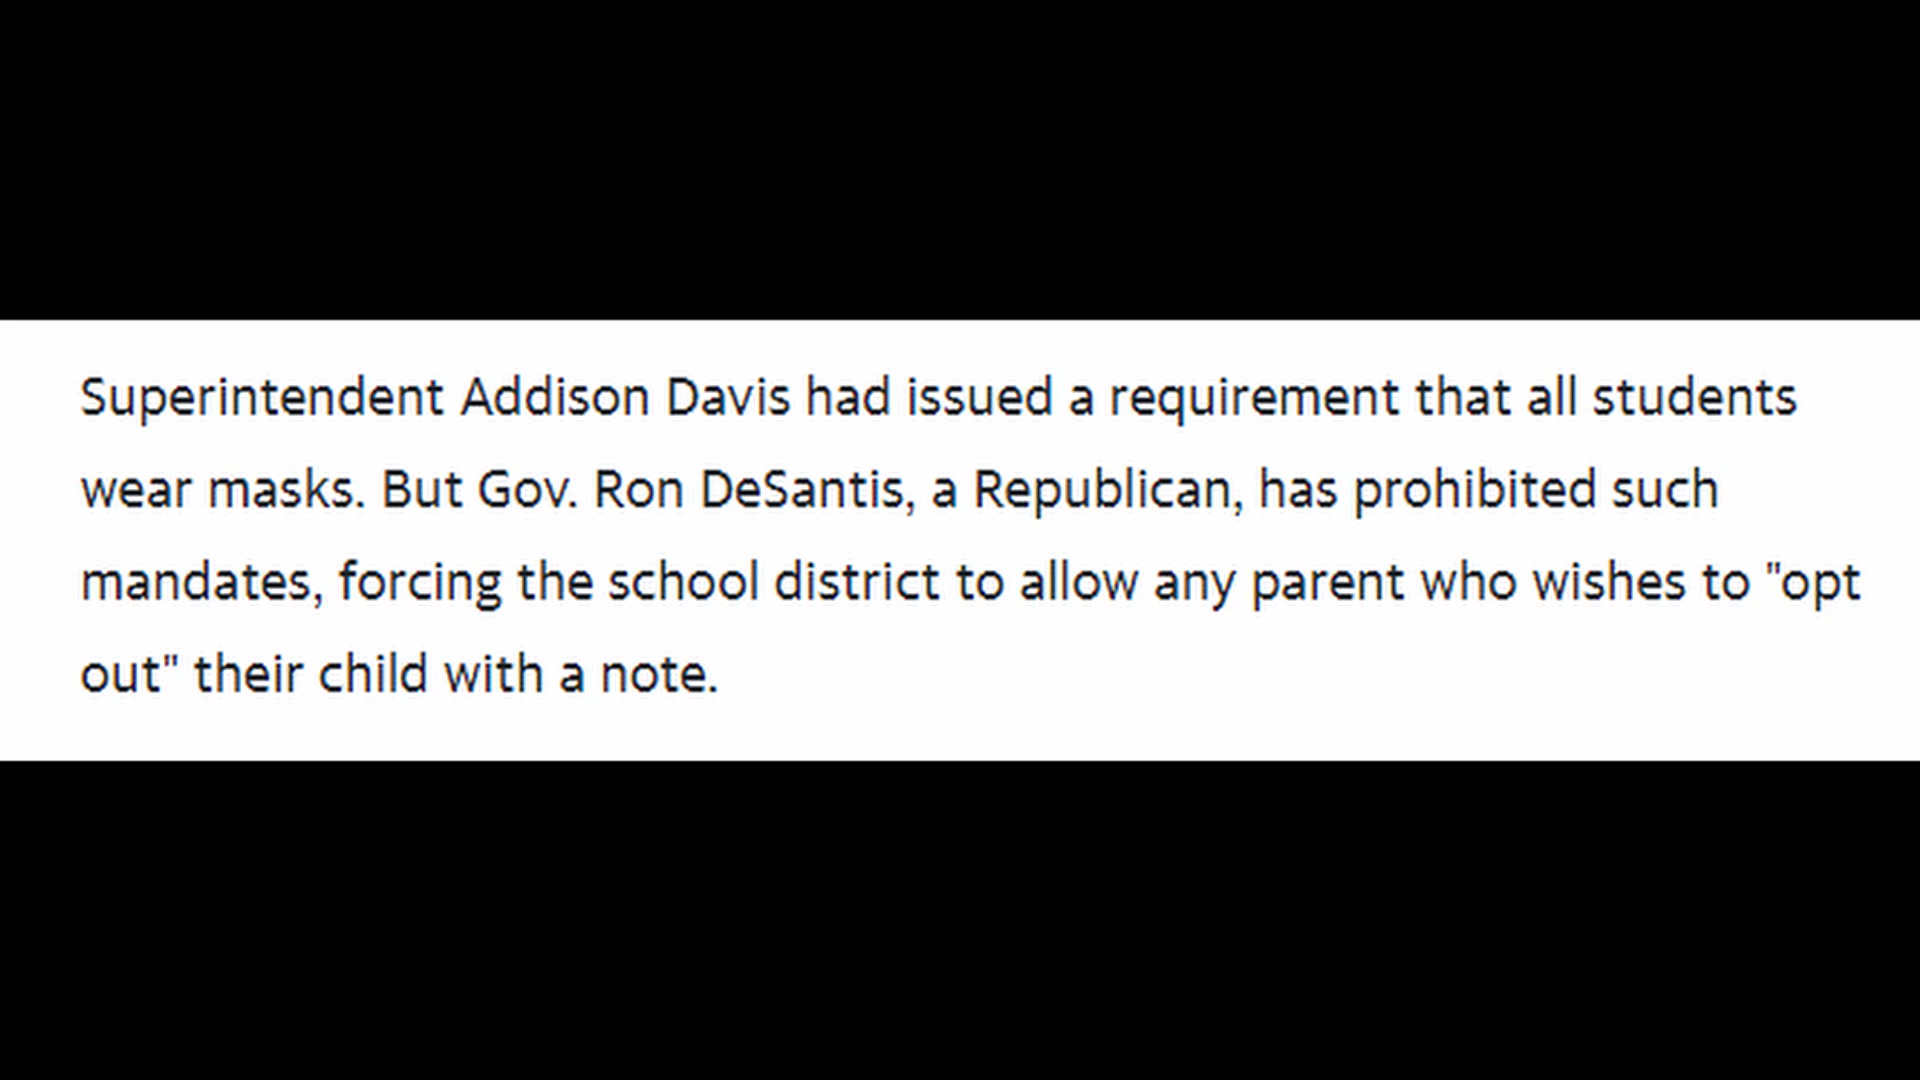 Superintendent Addison Davis had issued a requirement that all students
wear masks. But Gov. Ron DeSantis, a Republican, has prohibited such
mandates, forcing the school district to allow any parent who wishes to "opt
out" their child with a note.